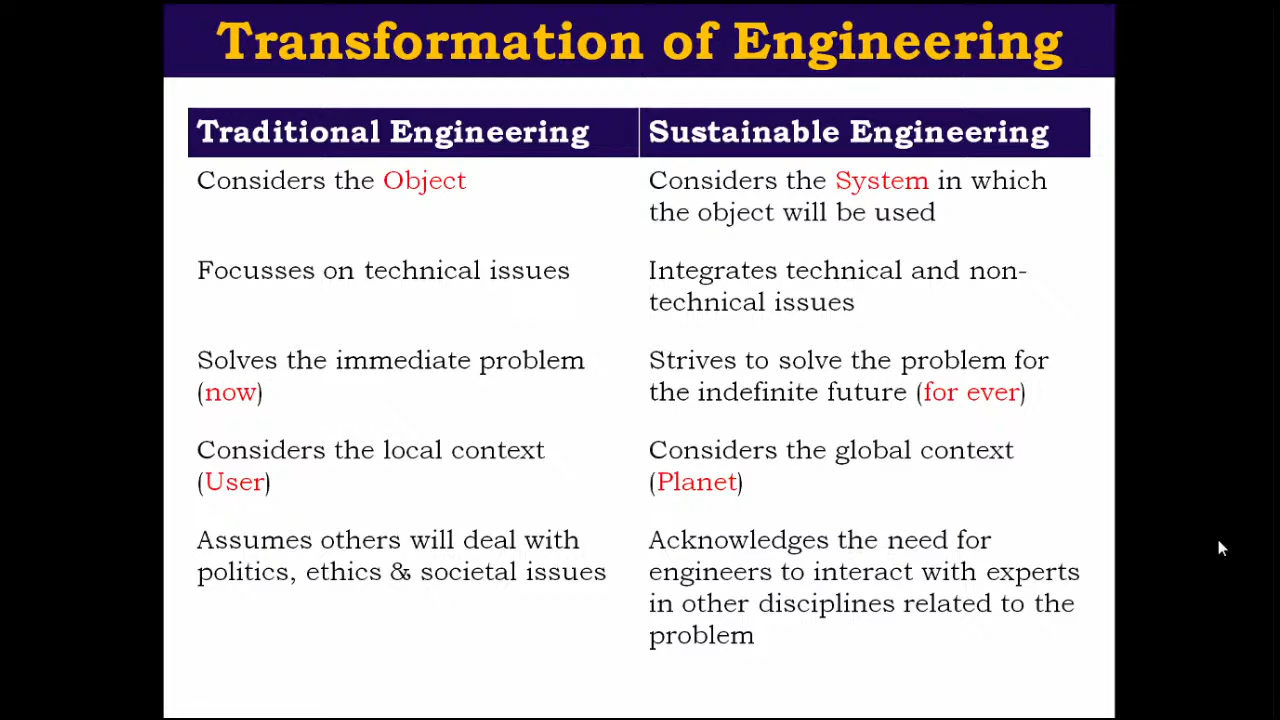 Transformation of Engineering
Traditional Engineering
Sustainable Engineering
Considers the Object
Considers the System in which
the object will be used
Focusses on technical issues
Integrates technical and non-
technical issues
Solves the immediate problem
(now)
Strives to solve the problem for
the indefinite future (for ever)
Considers the local context
(User)
Considers the global context
(Planet)
Assumes others will deal with
politics, ethics & societal issues
Acknowledges the need for
engineers to interact with experts
in other disciplines related to the
problem